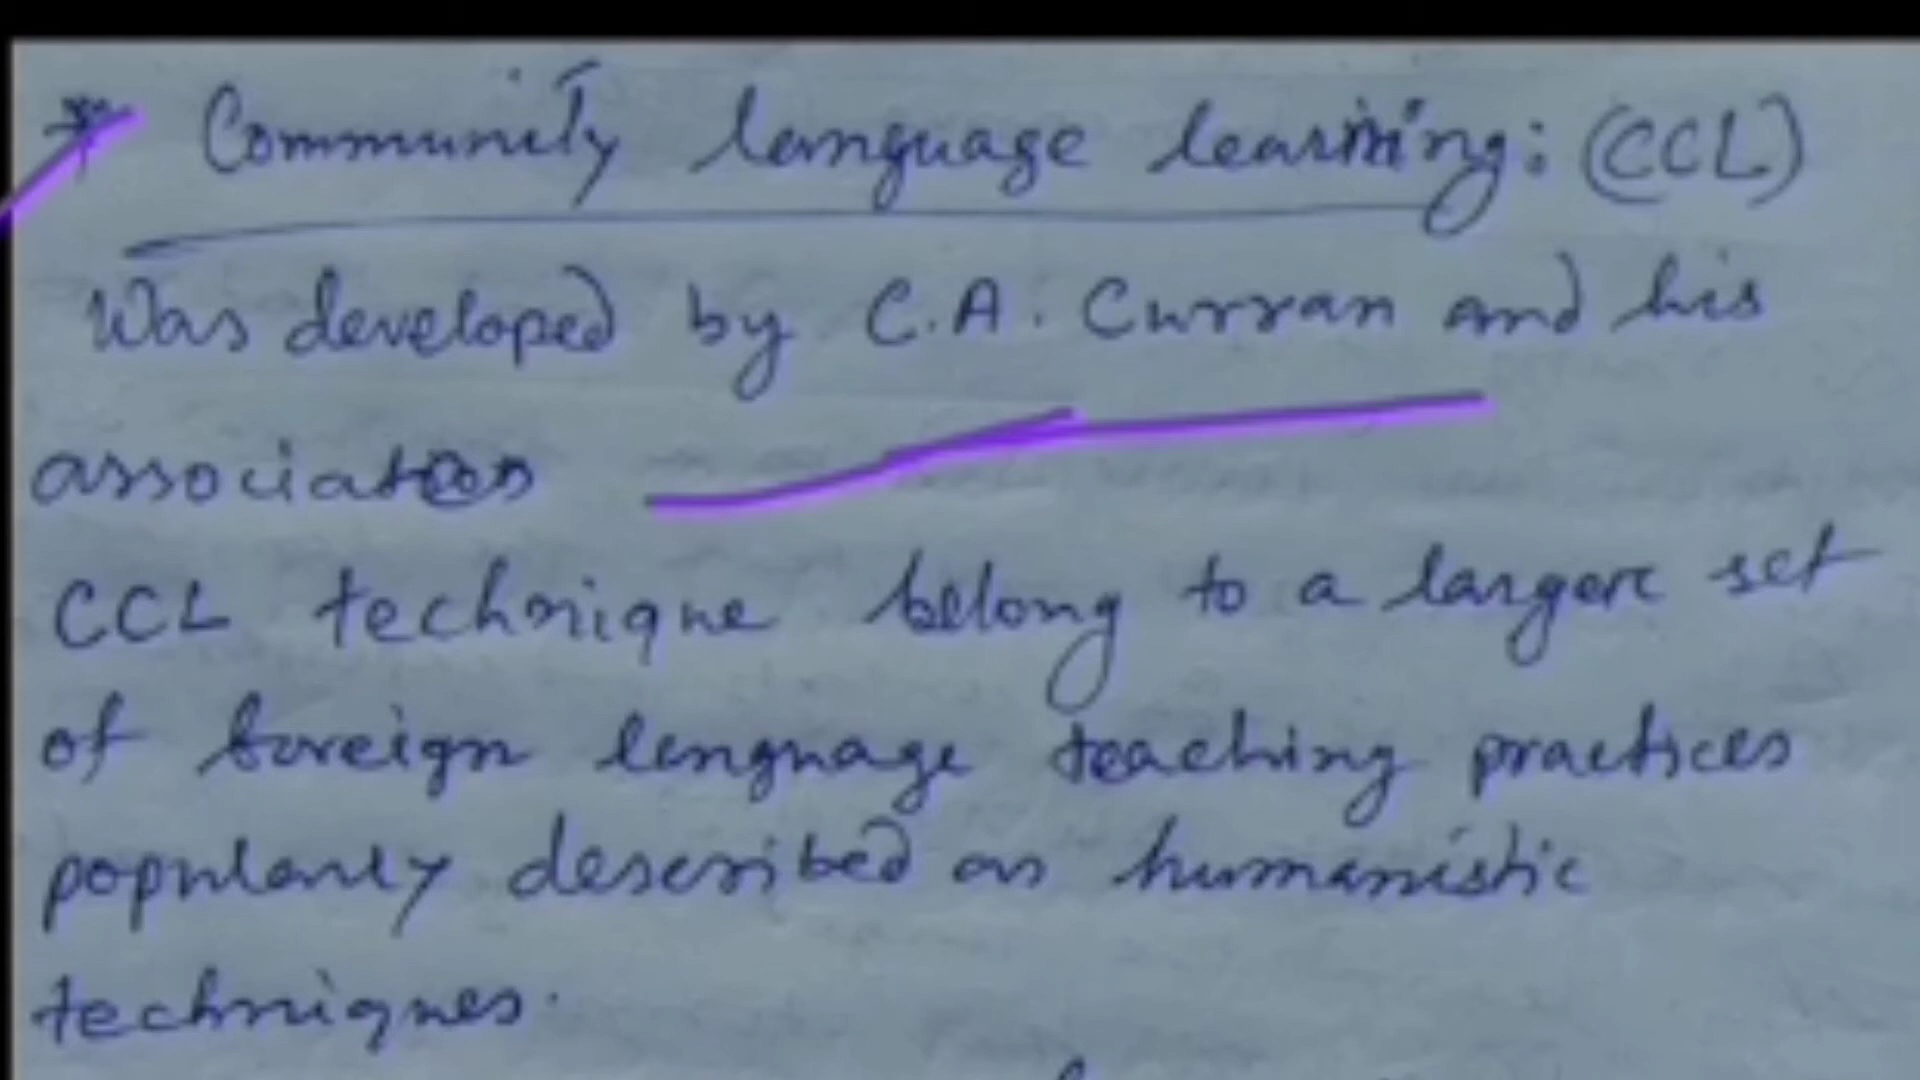 * Community language learning: (CCL)
Was developed by C.A. Curran and his
associates
CCL technique belong to a larger set
of foreign language teaching practices
popularly described as humanistic
techniques.